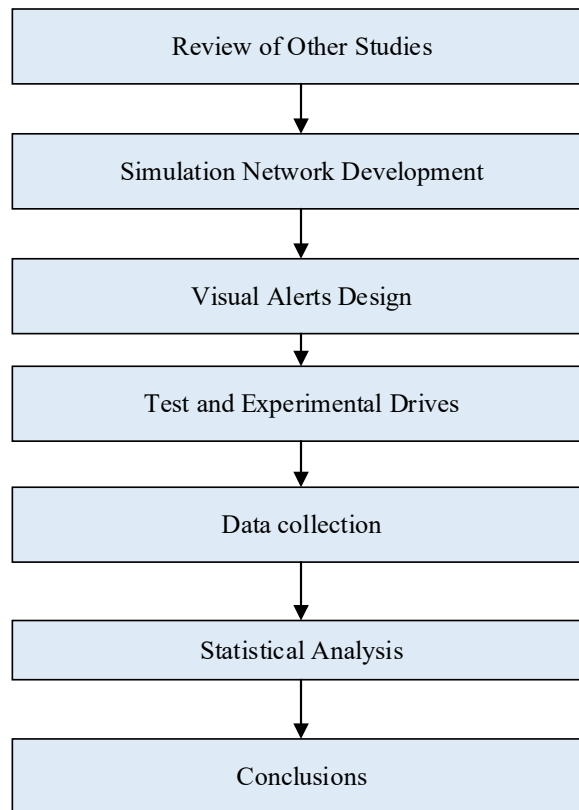 Review of Other Studies
Simulation Network Development
Visual Alerts Design
Test and Experimental Drives
Data collection
Statistical Analysis
Conclusions